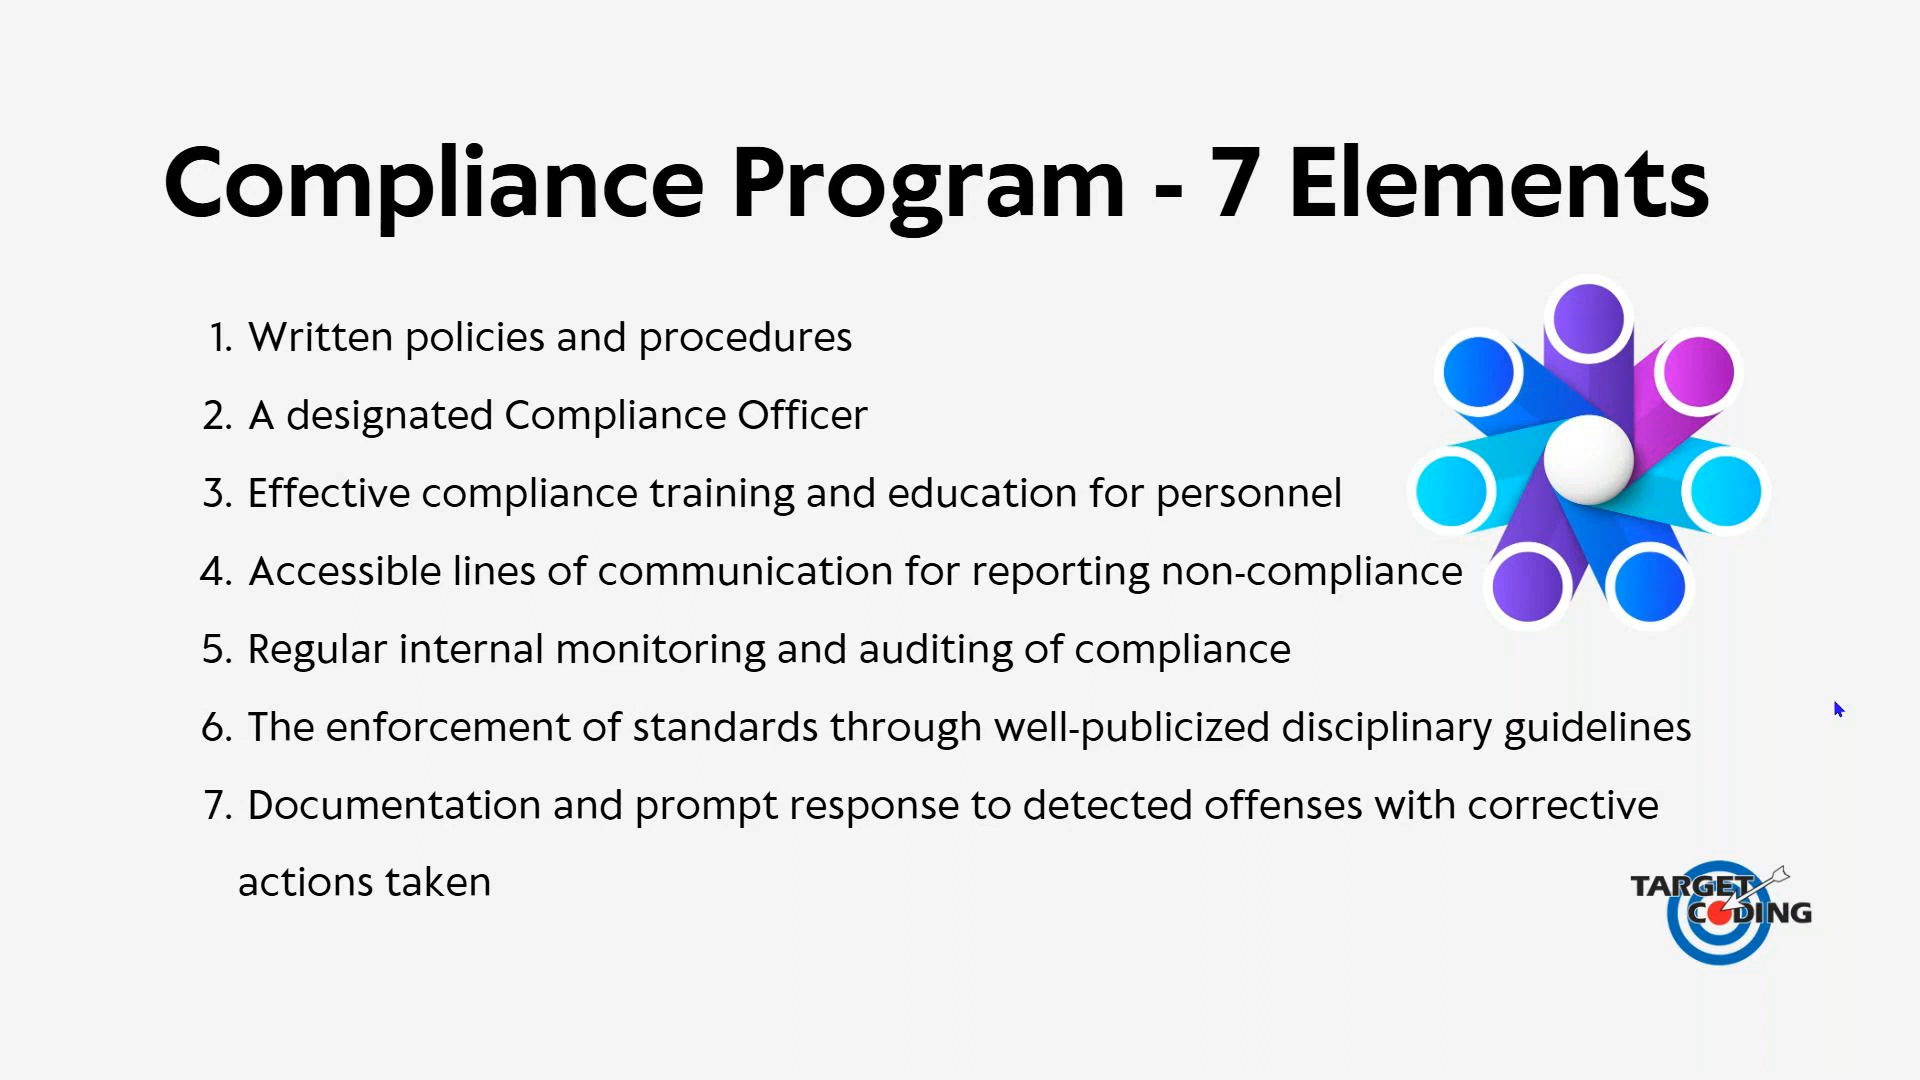 Compliance Program - 7 Elements
1. Written policies and procedures
2. A designated Compliance Officer
3. Effective compliance training and education for personnel
4. Accessible lines of communication for reporting non-compliance
5. Regular internal monitoring and auditing of compliance
6. The enforcement of standards through well-publicized disciplinary guidelines
7. Documentation and prompt response to detected offenses with corrective
actions taken
TARGET
CODING